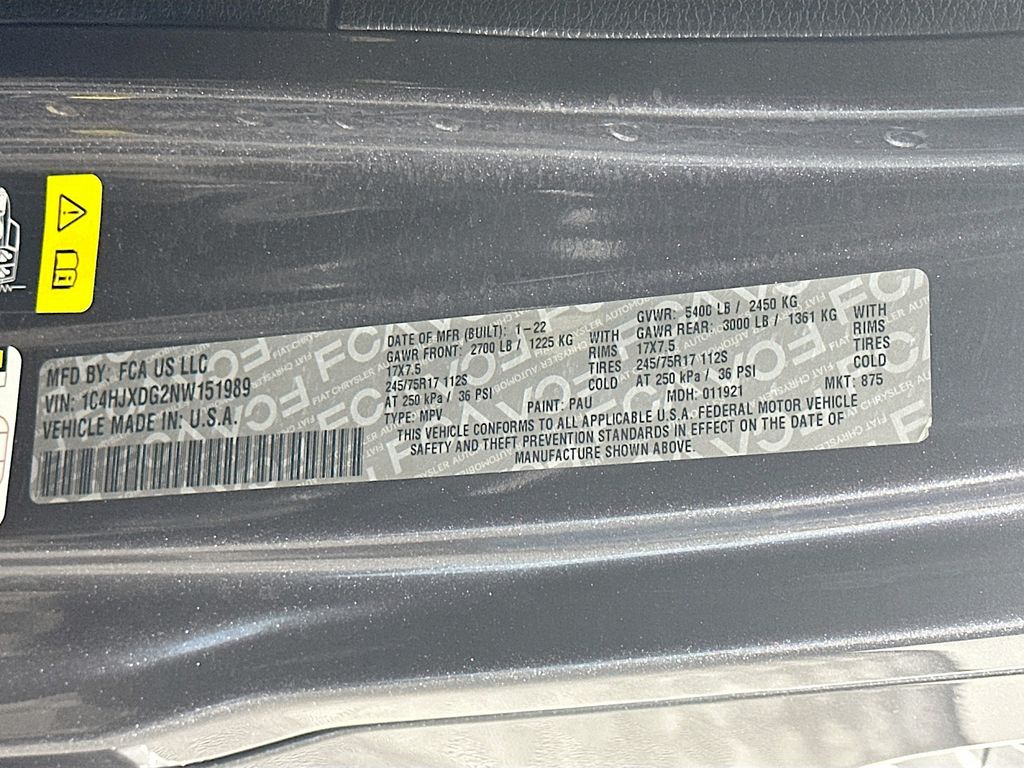 MFD BY: FCA US LLC
VIN: 1C4HJXDG2NW151989
VEHICLE MADE IN: U.S.A.
DATE OF MFR (BUILT): 1-22
GAWR FRONT: 2700 LB / 1225 KG WITH
17X7.5 RIMS
245/75R17 112S TIRES
AT 250 kPa / 36 PSI COLD
TYPE: MPV
GVWR: 5400 LB / 2450 KG
GAWR REAR: 3000 LB / 1361 KG WITH
17X7.5 RIMS
245/75R17 112S TIRES
AT 250 kPa / 36 PSI COLD
PAINT: PAU MDH: 011921 MKT: 875
THIS VEHICLE CONFORMS TO ALL APPLICABLE U.S.A. FEDERAL MOTOR VEHICLE
SAFETY AND THEFT PREVENTION STANDARDS IN EFFECT ON THE DATE OF
MANUFACTURE SHOWN ABOVE.